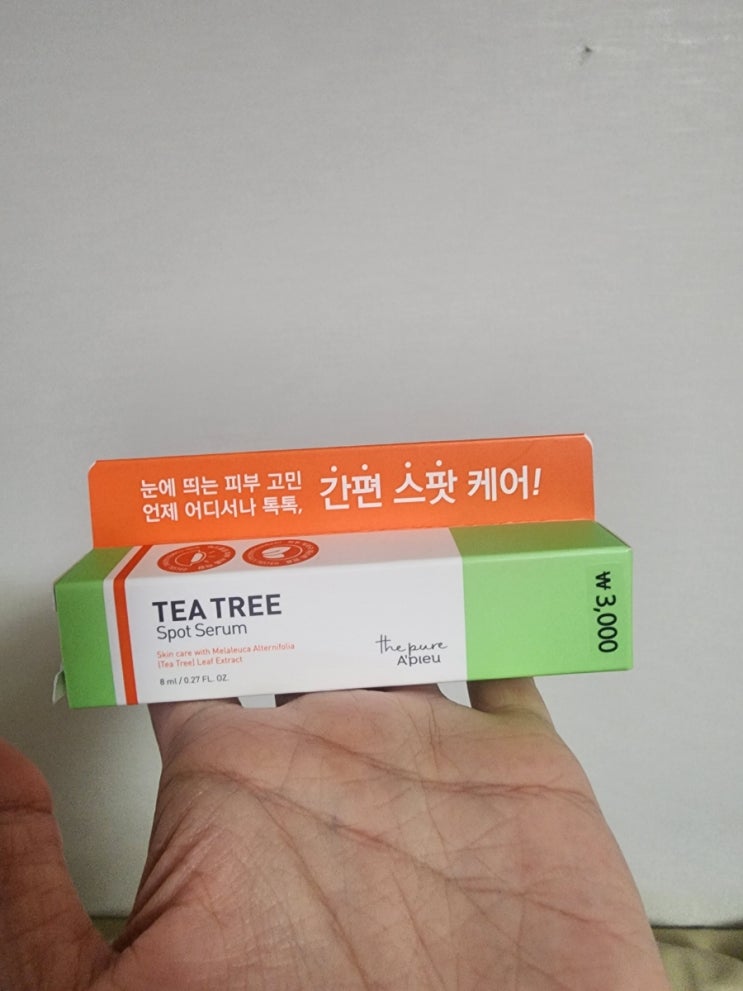 눈에 띄는 피부 고민
언제 어디서나 톡톡,
간편 스팟 케어!
TEA TREE
Spot Serum
Skin care with Melaleuca Alternifolia
(Tea Tree) Leaf Extract
8 ml / 0.27 FL. OZ.
the pure
A'PIEU
₩ 3,000